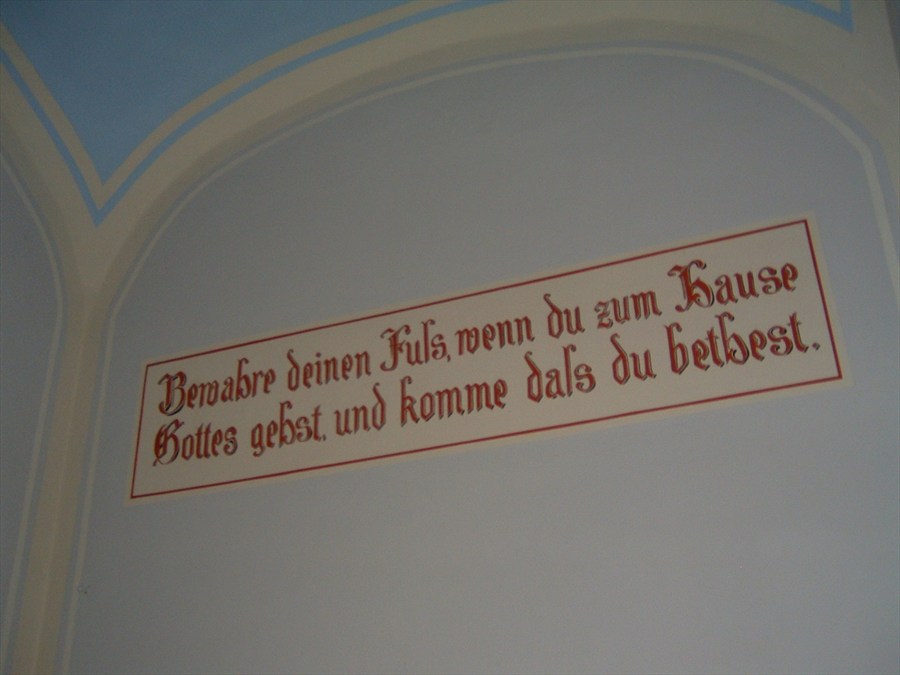 Bewahre deinen Fuſs, wenn du zum Hause
Gottes gehst, und komme daſs du bethest.